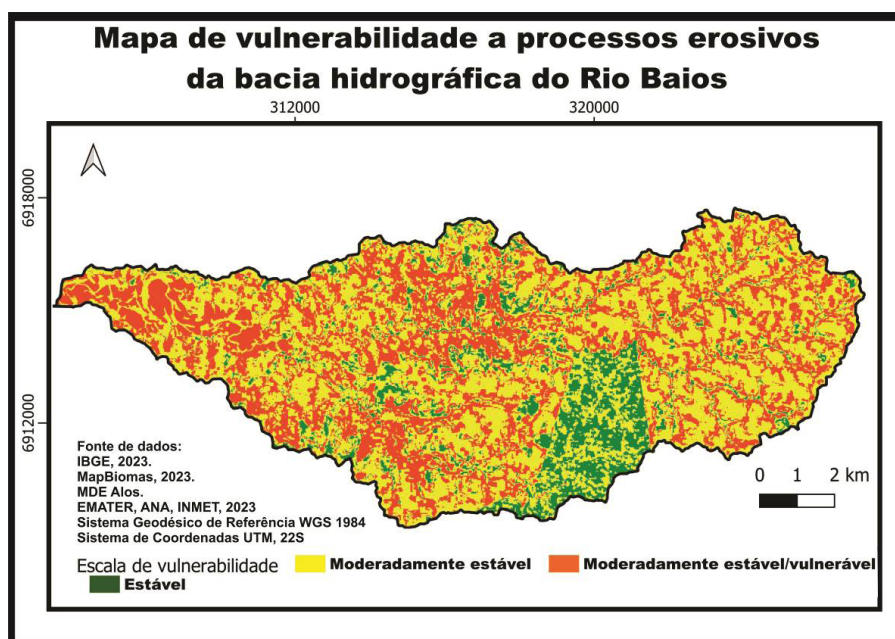 Mapa de vulnerabilidade a processos erosivos
da bacia hidrográfica do Rio Baios
312000
320000
6918000
6912000
Fonte de dados:
IBGE, 2023.
MapBiomas, 2023.
MDE Alos.
EMATER, ANA, INMET, 2023
Sistema Geodésico de Referência WGS 1984
Sistema de Coordenadas UTM, 22S
0 1 2 km
Escala de vulnerabilidade
Moderadamente estável
Moderadamente estável/vulnerável
Estável